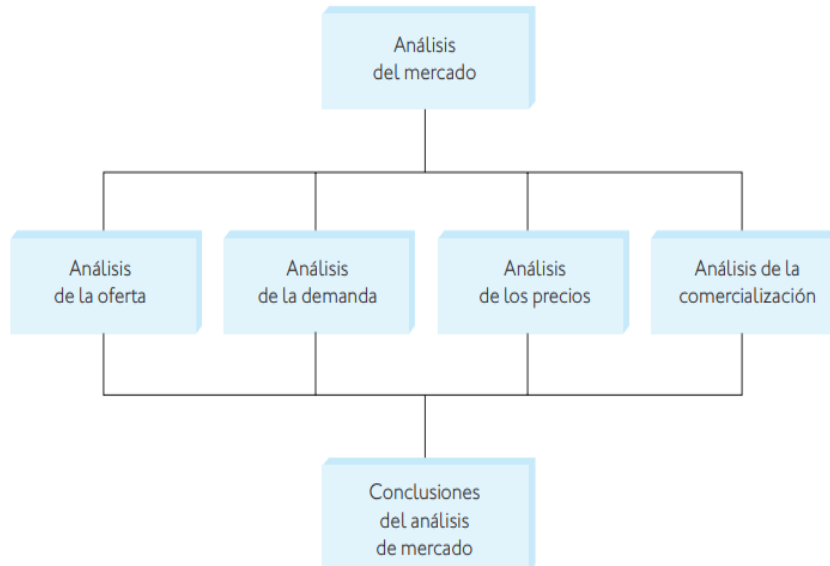 Análisis
del mercado
Análisis
de la oferta
Análisis
de la demanda
Análisis
de los precios
Análisis de la
comercialización
Conclusiones
del análisis
de mercado